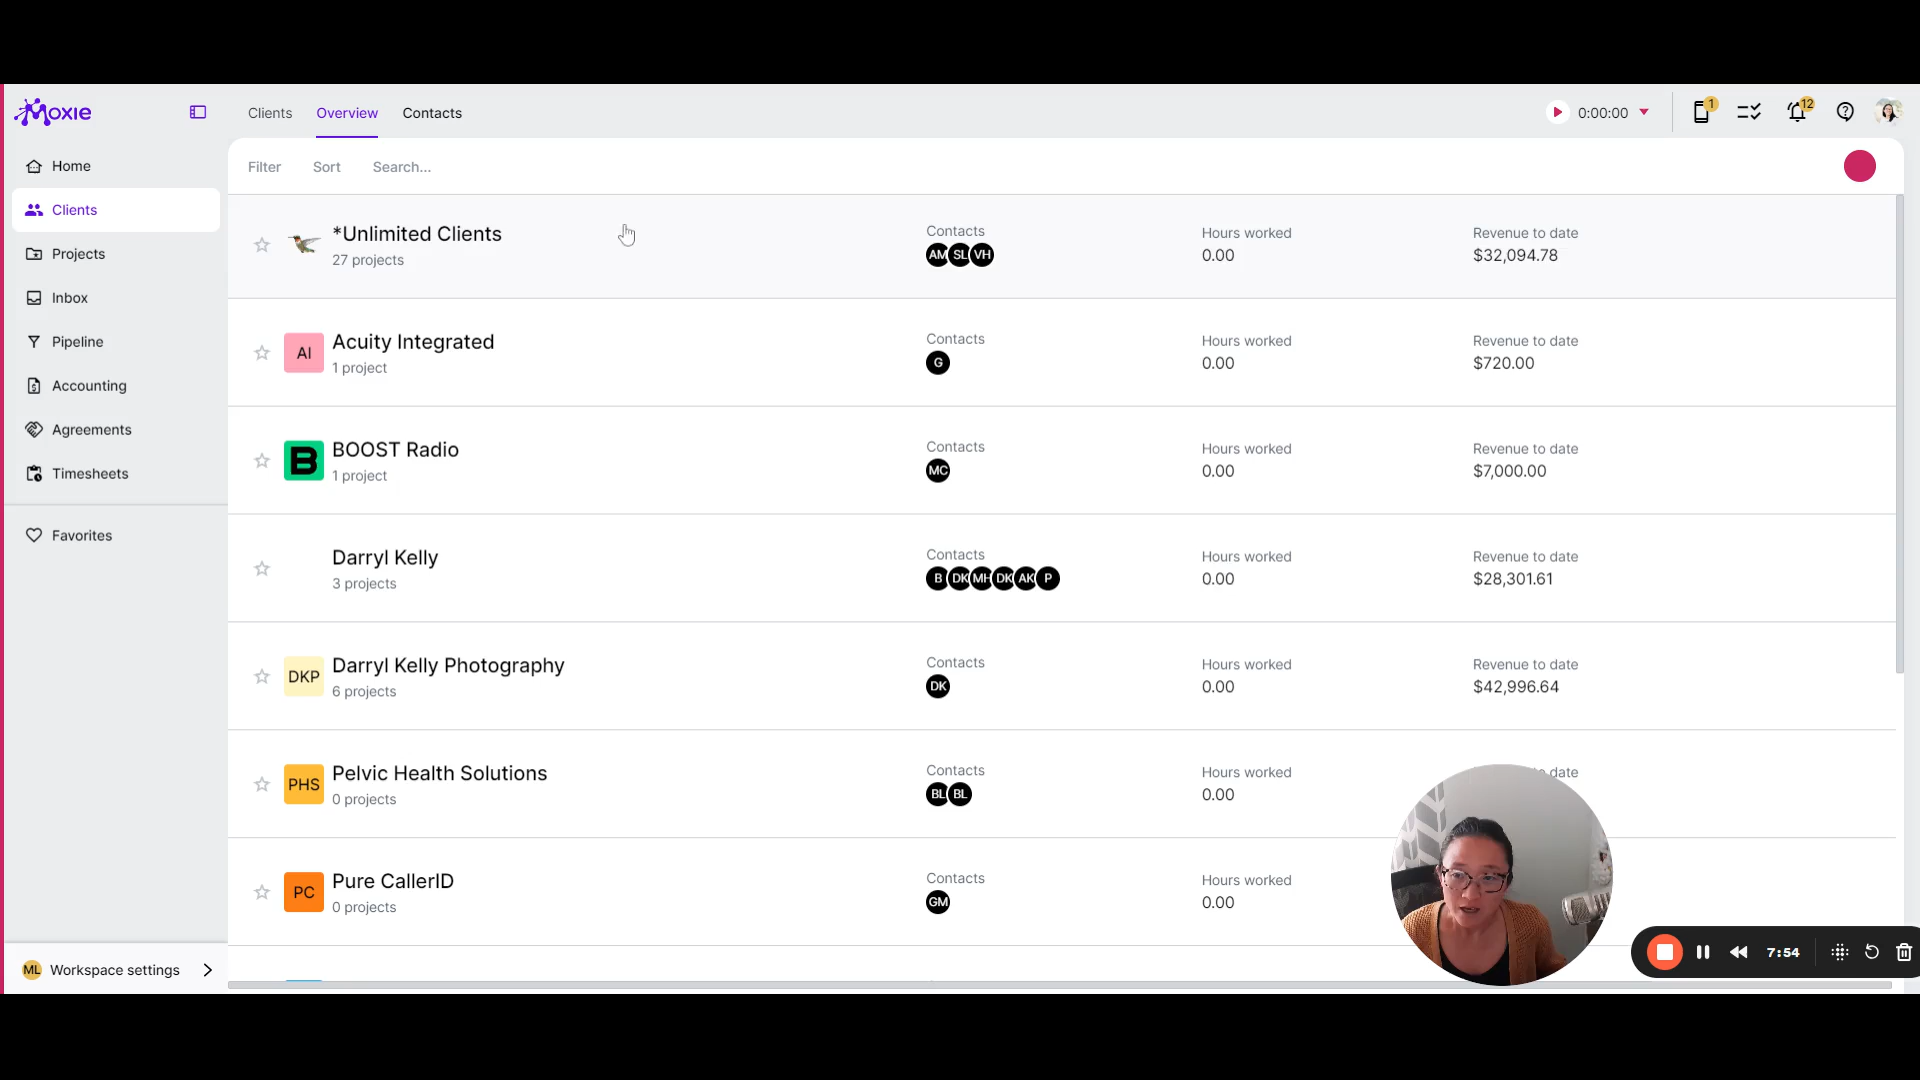 Moxie
Clients
Overview
Contacts
0:00:00
1
12
Home
Clients
Projects
Inbox
Pipeline
Accounting
Agreements
Timesheets
Favorites
ML Workspace settings
Filter
Sort
Search...
*Unlimited Clients
27 projects
Contacts
AM SL VH
Hours worked
0.00
Revenue to date
$32,094.78
AI
Acuity Integrated
1 project
Contacts
G
Hours worked
0.00
Revenue to date
$720.00
B
BOOST Radio
1 project
Contacts
MC
Hours worked
0.00
Revenue to date
$7,000.00
Darryl Kelly
3 projects
Contacts
B DK MH DK AK P
Hours worked
0.00
Revenue to date
$28,301.61
DKP
Darryl Kelly Photography
6 projects
Contacts
DK
Hours worked
0.00
Revenue to date
$42,996.64
PHS
Pelvic Health Solutions
0 projects
Contacts
BL BL
Hours worked
0.00
date
PC
Pure CallerID
0 projects
Contacts
GM
Hours worked
0.00
7:54